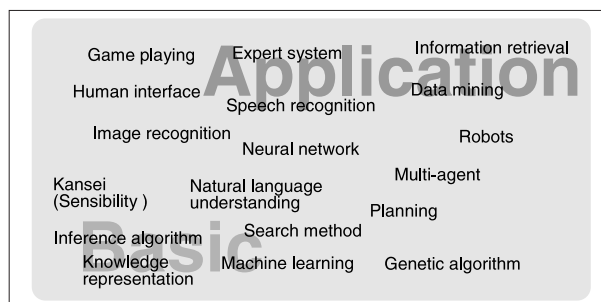 Game playing
Expert system
Information retrieval
Application
Human interface
Speech recognition
Data mining
Image recognition
Neural network
Robots
Kansei
(Sensibility )
Natural language
understanding
Multi-agent
Planning
Basic
Inference algorithm
Search method
Knowledge
representation
Machine learning
Genetic algorithm